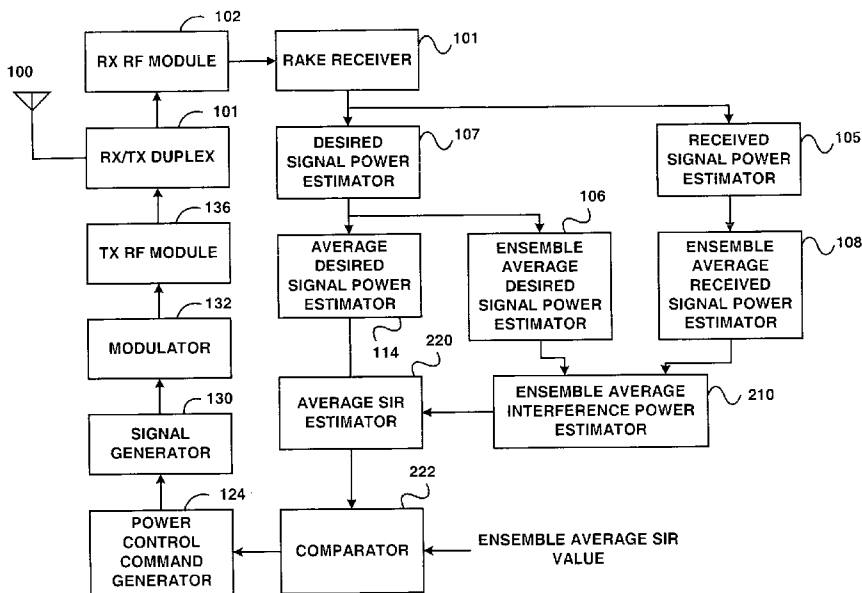 102
RX RF MODULE
101
RAKE RECEIVER
100
101
RX/TX DUPLEX
107
DESIRED
SIGNAL POWER
ESTIMATOR
105
RECEIVED
SIGNAL POWER
ESTIMATOR
136
TX RF MODULE
AVERAGE
DESIRED
SIGNAL POWER
ESTIMATOR
114
106
ENSEMBLE
AVERAGE
DESIRED
SIGNAL POWER
ESTIMATOR
108
ENSEMBLE
AVERAGE
RECEIVED
SIGNAL POWER
ESTIMATOR
132
MODULATOR
220
AVERAGE SIR
ESTIMATOR
210
ENSEMBLE AVERAGE
INTERFERENCE POWER
ESTIMATOR
130
SIGNAL
GENERATOR
124
POWER
CONTROL
COMMAND
GENERATOR
222
COMPARATOR
ENSEMBLE AVERAGE SIR
VALUE